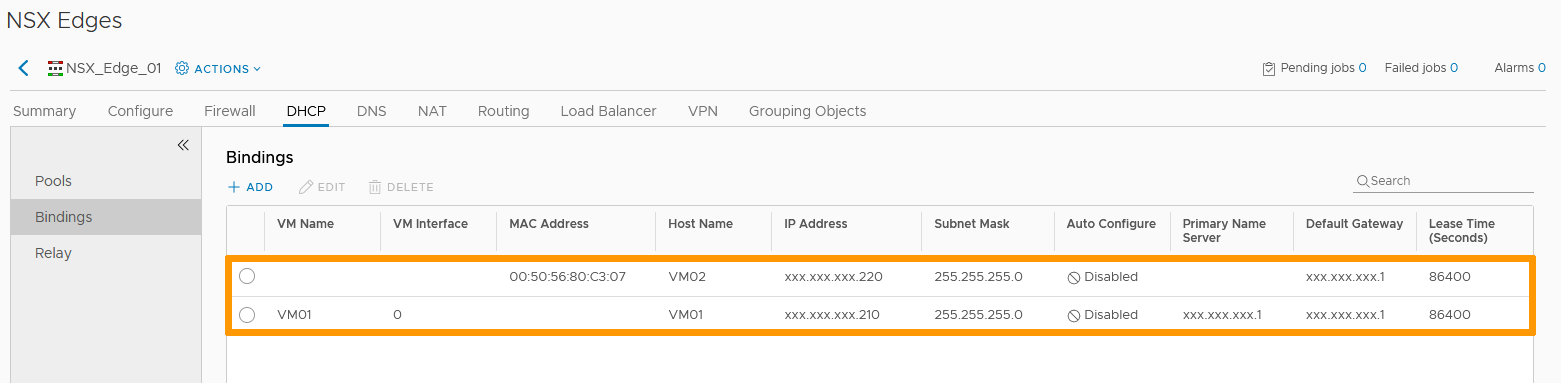 NSX Edges
NSX_Edge_01 ACTIONS Pending jobs 0 Failed jobs 0 Alarms 0
Summary Configure Firewall DHCP DNS NAT Routing Load Balancer VPN Grouping Objects
Pools
Bindings
Relay
Bindings
ADD EDIT DELETE Search
VM Name VM Interface MAC Address Host Name IP Address Subnet Mask Auto Configure Primary Name Server Default Gateway Lease Time (Seconds)
00:50:56:80:C3:07 VM02 xxx.xxx.xxx.220 255.255.255.0 Disabled xxx.xxx.xxx.1 86400
VM01 0 VM01 xxx.xxx.xxx.210 255.255.255.0 Disabled xxx.xxx.xxx.1 xxx.xxx.xxx.1 86400